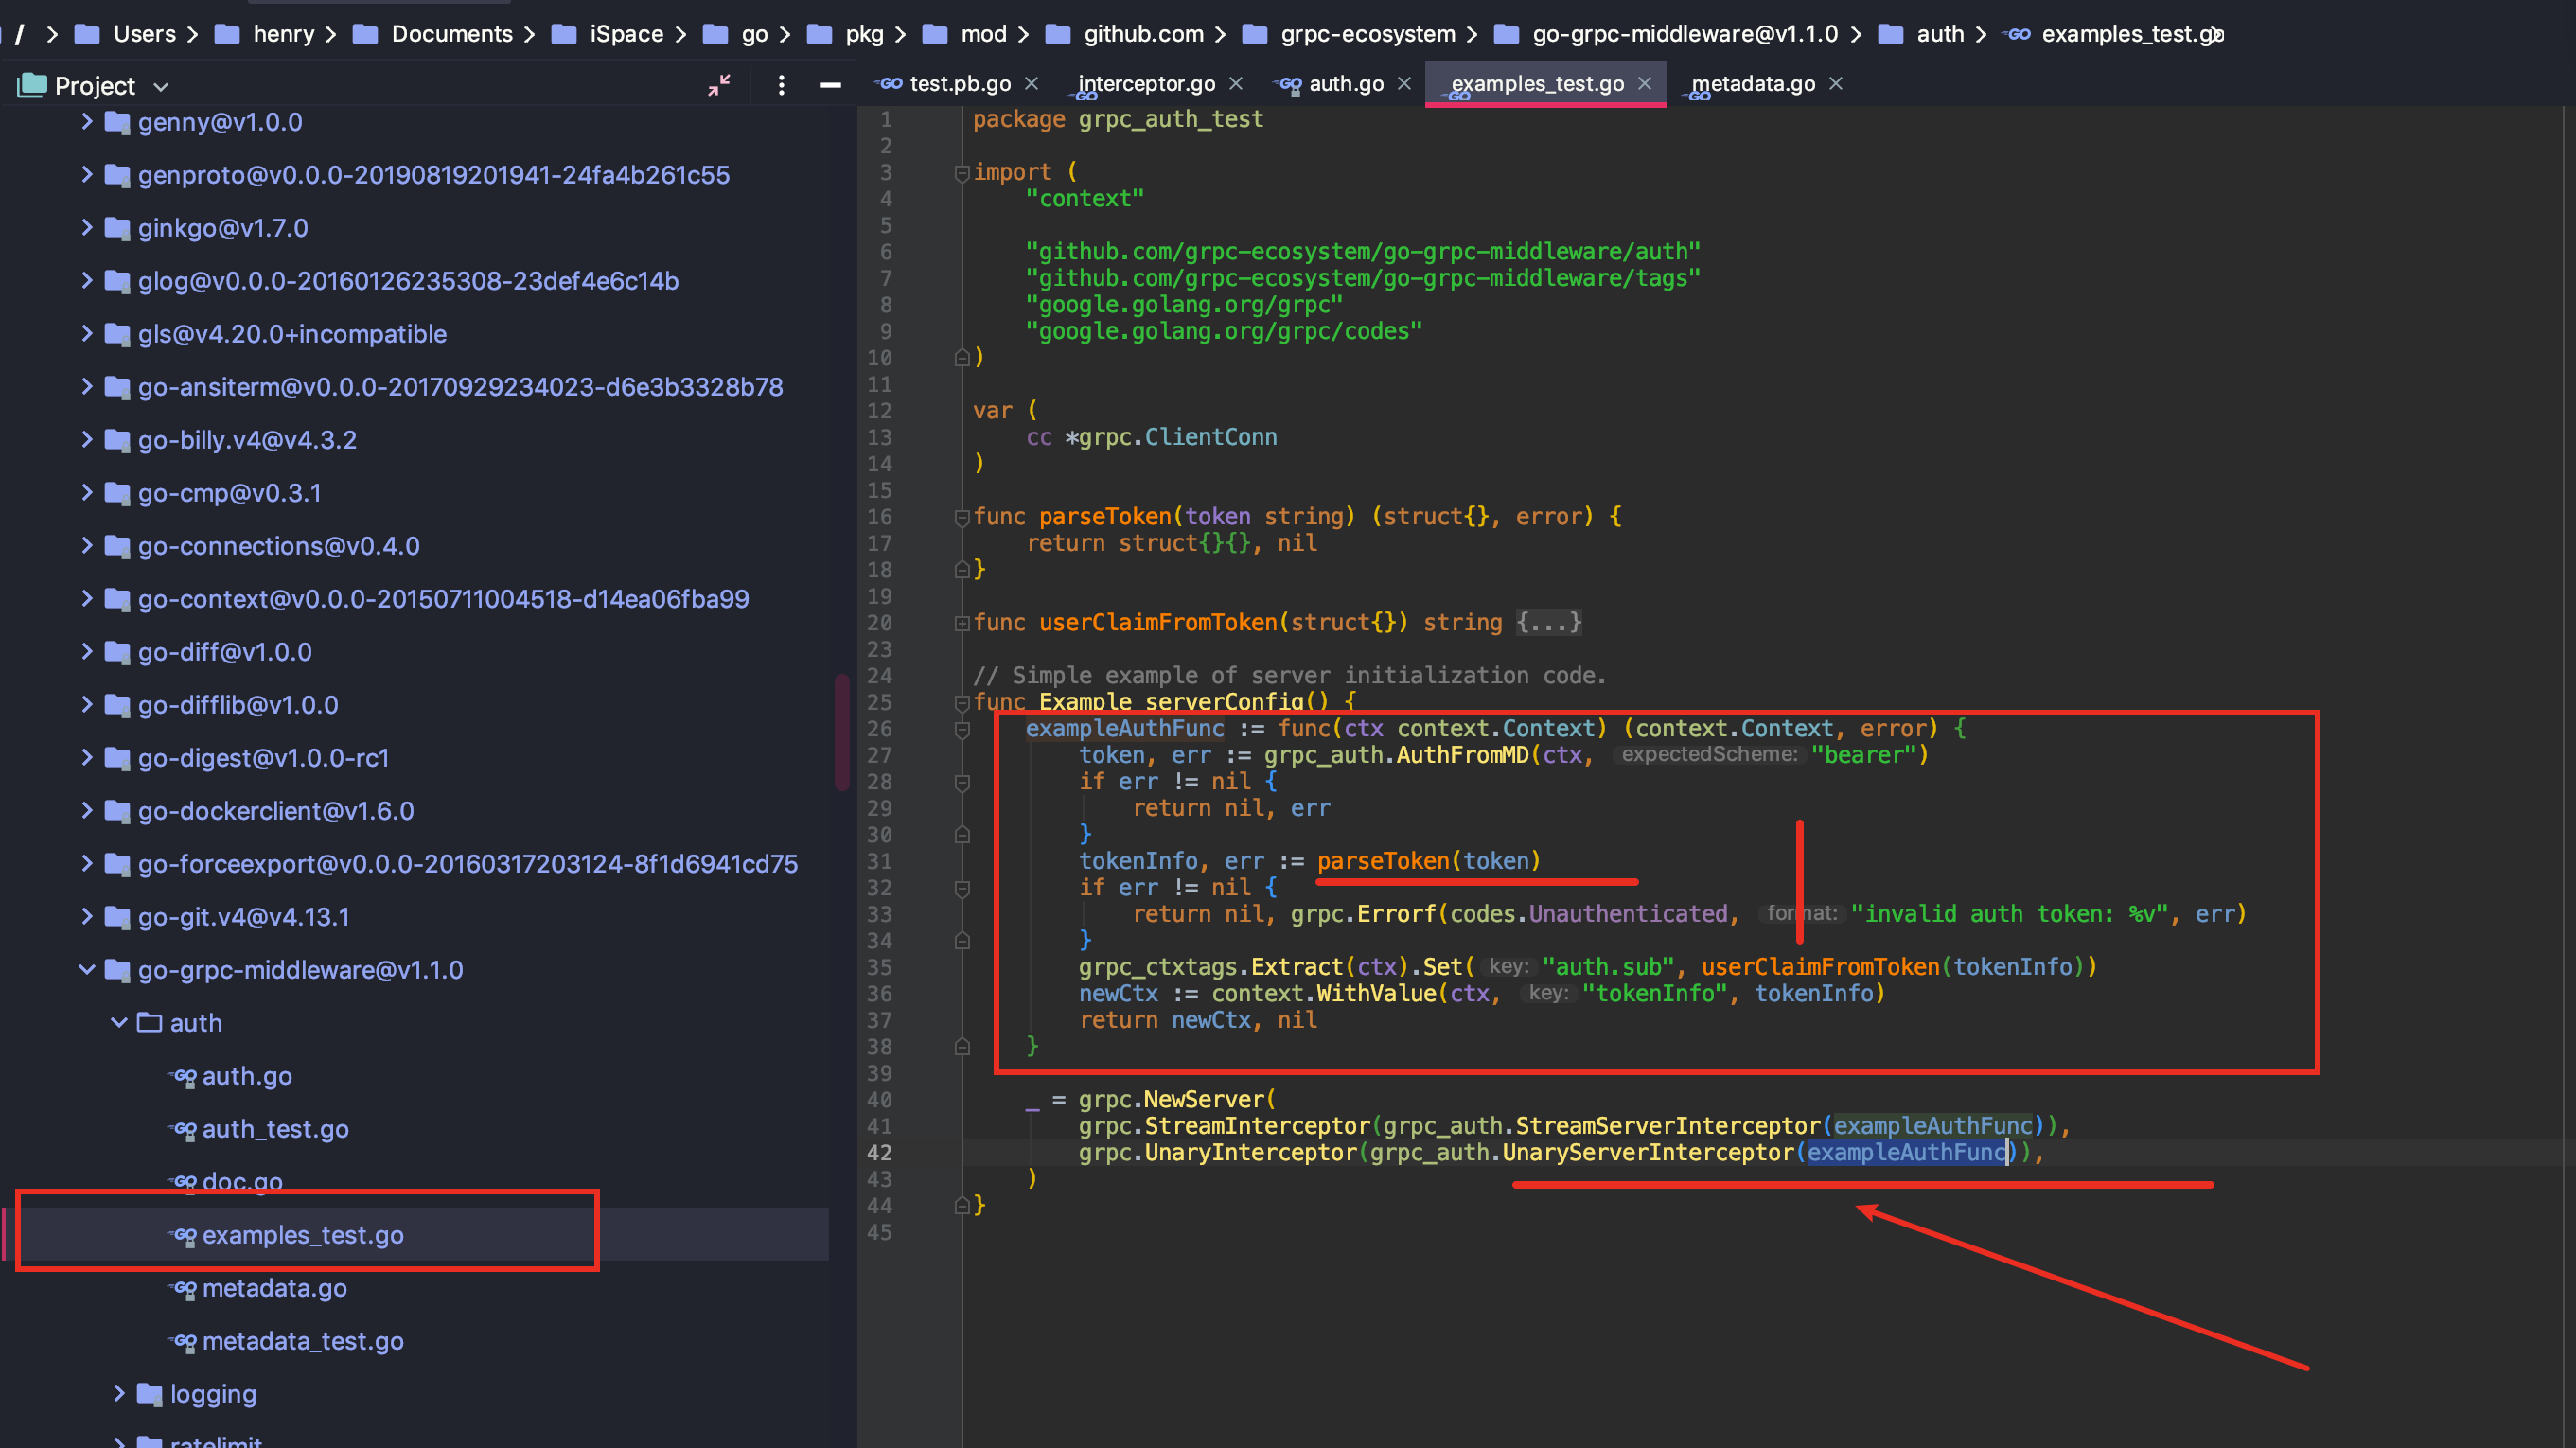 / > Users > henry > Documents > iSpace > go > pkg > mod > github.com > grpc-ecosystem > go-grpc-middleware@v1.1.0 > auth > examples_test.go
Project
genny@v1.0.0
genproto@v0.0.0-20190819201941-24fa4b261c55
ginkgo@v1.7.0
glog@v0.0.0-20160126235308-23def4e6c14b
gls@v4.20.0+incompatible
go-ansiterm@v0.0.0-20170929234023-d6e3b3328b78
go-billy.v4@v4.3.2
go-cmp@v0.3.1
go-connections@v0.4.0
go-context@v0.0.0-20150711004518-d14ea06fba99
go-diff@v1.0.0
go-difflib@v1.0.0
go-digest@v1.0.0-rc1
go-dockerclient@v1.6.0
go-forceexport@v0.0.0-20160317203124-8f1d6941cd75
go-git.v4@v4.13.1
go-grpc-middleware@v1.1.0
auth
auth.go
auth_test.go
doc.go
examples_test.go
metadata.go
metadata_test.go
logging
ratelimit
test.pb.go × interceptor.go × auth.go × examples_test.go × metadata.go ×
1 package grpc_auth_test
2
3 import (
4 "context"
5
6 "github.com/grpc-ecosystem/go-grpc-middleware/auth"
7 "github.com/grpc-ecosystem/go-grpc-middleware/tags"
8 "google.golang.org/grpc"
9 "google.golang.org/grpc/codes"
10 )
11
12 var (
13 cc *grpc.ClientConn
14 )
15
16 func parseToken(token string) (struct{}, error) {
17 return struct{}{}, nil
18 }
19
20 func userClaimFromToken(struct{}) string {...}
23
24 // Simple example of server initialization code.
25 func Example_serverConfig() {
26 exampleAuthFunc := func(ctx context.Context) (context.Context, error) {
27 token, err := grpc_auth.AuthFromMD(ctx, expectedScheme: "bearer")
28 if err != nil {
29 return nil, err
30 }
31 tokenInfo, err := parseToken(token)
32 if err != nil {
33 return nil, grpc.Errorf(codes.Unauthenticated, format: "invalid auth token: %v", err)
34 }
35 grpc_ctxtags.Extract(ctx).Set( key: "auth.sub", userClaimFromToken(tokenInfo))
36 newCtx := context.WithValue(ctx, key: "tokenInfo", tokenInfo)
37 return newCtx, nil
38 }
39
40 _ = grpc.NewServer(
41 grpc.StreamInterceptor(grpc_auth.StreamServerInterceptor(exampleAuthFunc)),
42 grpc.UnaryInterceptor(grpc_auth.UnaryServerInterceptor(exampleAuthFunc)),
43 )
44 }
45